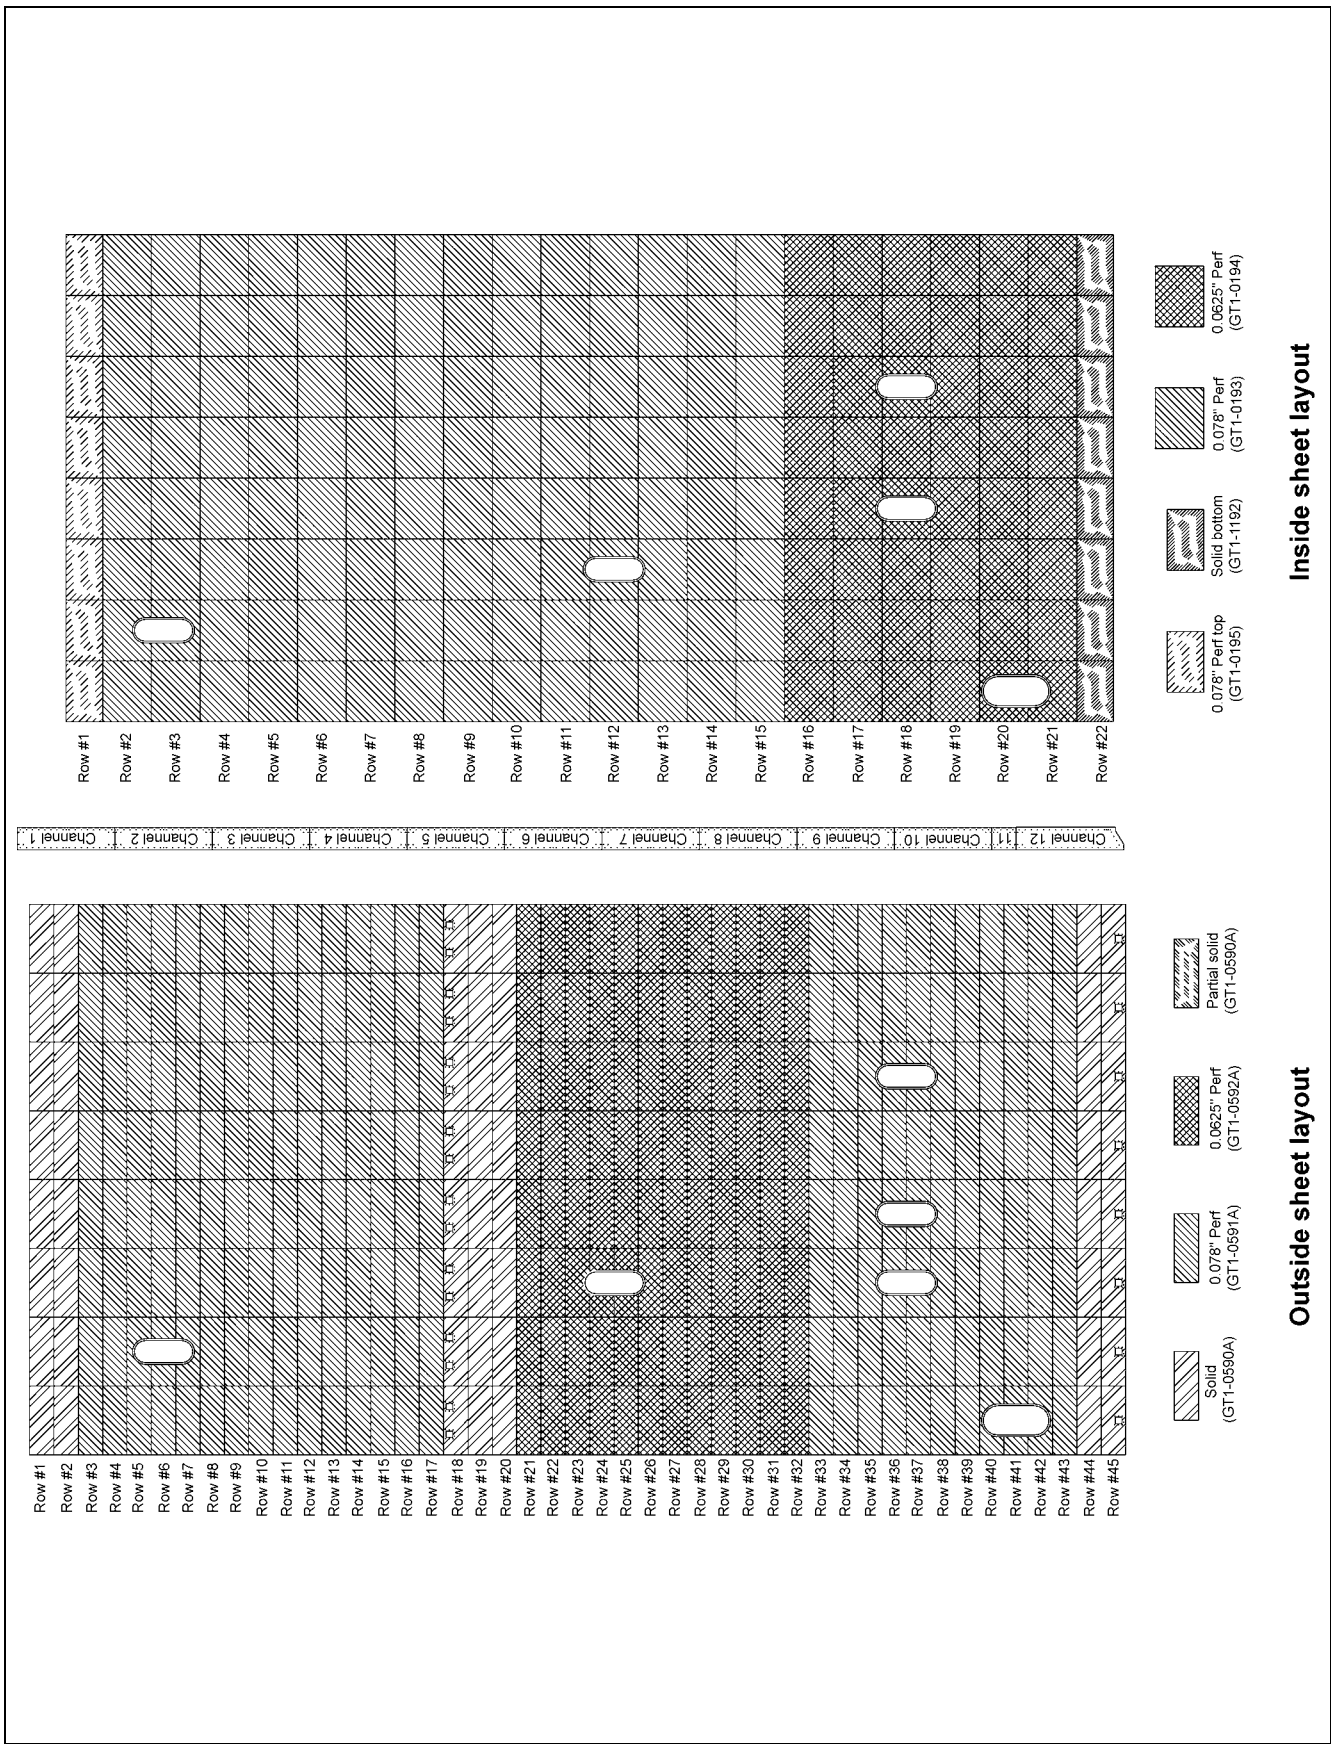 Row #1
Row #2
Row #3
Row #4
Row #5
Row #6
Row #7
Row #8
Row #9
Row #10
Row #11
Row #12
Row #13
Row #14
Row #15
Row #16
Row #17
Row #18
Row #19
Row #20
Row #21
Row #22
Row #23
Row #24
Row #25
Row #26
Row #27
Row #28
Row #29
Row #30
Row #31
Row #32
Row #33
Row #34
Row #35
Row #36
Row #37
Row #38
Row #39
Row #40
Row #41
Row #42
Row #43
Row #44
Row #45
Solid
(GT1-0590A)
0.078" Perf
(GT1-0591A)
0.0625" Perf
(GT1-0592A)
Partial solid
(GT1-0590A)
Outside sheet layout
Channel 1
Channel 2
Channel 3
Channel 4
Channel 5
Channel 6
Channel 7
Channel 8
Channel 9
Channel 10
11
Channel 12
Row #1
Row #2
Row #3
Row #4
Row #5
Row #6
Row #7
Row #8
Row #9
Row #10
Row #11
Row #12
Row #13
Row #14
Row #15
Row #16
Row #17
Row #18
Row #19
Row #20
Row #21
Row #22
0.078" Perf top
(GT1-0195)
Solid bottom
(GT1-1192)
0.078" Perf
(GT1-0193)
0.0625" Perf
(GT1-0194)
Inside sheet layout